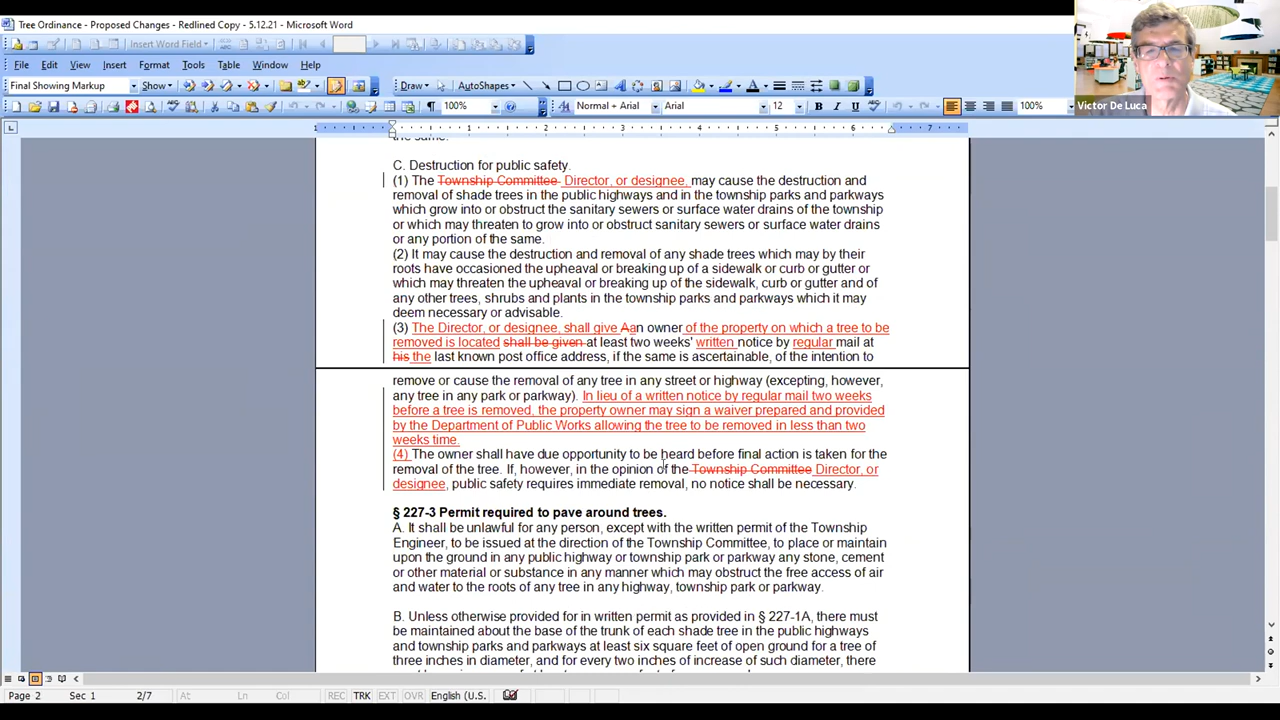 Tree Ordinance - Proposed Changes - Redlined Copy - 5.12.21 - Microsoft Word
Insert Word Field
File Edit View Insert Format Tools Table Window Help
Final Showing Markup Show Draw AutoShapes
100% Normal + Arial Arial 12 B I U 100%
Victor De Luca
1 1 2 3 4 5 6 7
the same.
C. Destruction for public safety.
(1) The Township Committee Director, or designee, may cause the destruction and
removal of shade trees in the public highways and in the township parks and parkways
which grow into or obstruct the sanitary sewers or surface water drains of the township
or which may threaten to grow into or obstruct sanitary sewers or surface water drains
or any portion of the same.
(2) It may cause the destruction and removal of any shade trees which may by their
roots have occasioned the upheaval or breaking up of a sidewalk or curb or gutter or
which may threaten the upheaval or breaking up of the sidewalk, curb or gutter and of
any other trees, shrubs and plants in the township parks and parkways which it may
deem necessary or advisable.
(3) The Director, or designee, shall give Aan owner of the property on which a tree to be
removed is located shall be given at least two weeks' written notice by regular mail at
his the last known post office address, if the same is ascertainable, of the intention to
remove or cause the removal of any tree in any street or highway (excepting, however,
any tree in any park or parkway). In lieu of a written notice by regular mail two weeks
before a tree is removed, the property owner may sign a waiver prepared and provided
by the Department of Public Works allowing the tree to be removed in less than two
weeks time.
(4) The owner shall have due opportunity to be heard before final action is taken for the
removal of the tree. If, however, in the opinion of the Township Committee Director, or
designee, public safety requires immediate removal, no notice shall be necessary.
§ 227-3 Permit required to pave around trees.
A. It shall be unlawful for any person, except with the written permit of the Township
Engineer, to be issued at the direction of the Township Committee, to place or maintain
upon the ground in any public highway or township park or parkway any stone, cement
or other material or substance in any manner which may obstruct the free access of air
and water to the roots of any tree in any highway, township park or parkway.
B. Unless otherwise provided for in written permit as provided in § 227-1A, there must
be maintained about the base of the trunk of each shade tree in the public highways
and township parks and parkways at least six square feet of open ground for a tree of
three inches in diameter, and for every two inches of increase of such diameter, there
Page 2 Sec 1 2/7 At Ln Col REC TRK EXT OVR English (U.S.